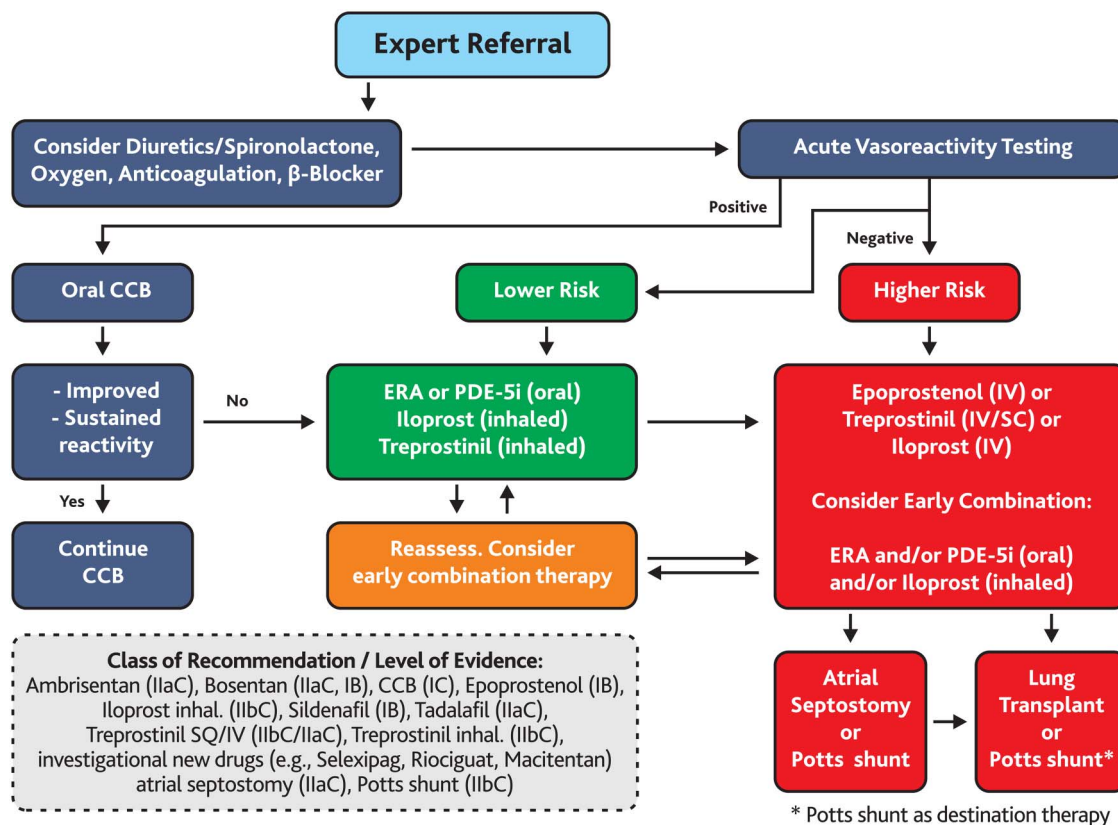 Expert Referral
Consider Diuretics/Spironolactone,
Oxygen, Anticoagulation, β-Blocker
Acute Vasoreactivity Testing
Positive
Negative
Oral CCB
Lower Risk
Higher Risk
- Improved
- Sustained
reactivity
No
ERA or PDE-5i (oral)
Iloprost (inhaled)
Treprostinil (inhaled)
Epoprostenol (IV) or
Treprostinil (IV/SC) or
Iloprost (IV)
Consider Early Combination:
ERA and/or PDE-5i (oral)
and/or Iloprost (inhaled)
Yes
Continue
CCB
Reassess. Consider
early combination therapy
Class of Recommendation / Level of Evidence:
Ambrisentan (IIaC), Bosentan (IIaC, IB), CCB (IC), Epoprostenol (IB),
Iloprost inhal. (IIbC), Sildenafil (IB), Tadalafil (IIaC),
Treprostinil SQ/IV (IIbC/IIaC), Treprostinil inhal. (IIbC),
investigational new drugs (e.g., Selexipag, Riociguat, Macitentan)
atrial septostomy (IIaC), Potts shunt (IIbC)
Atrial
Septostomy
or
Potts shunt
Lung
Transplant
or
Potts shunt*
* Potts shunt as destination therapy